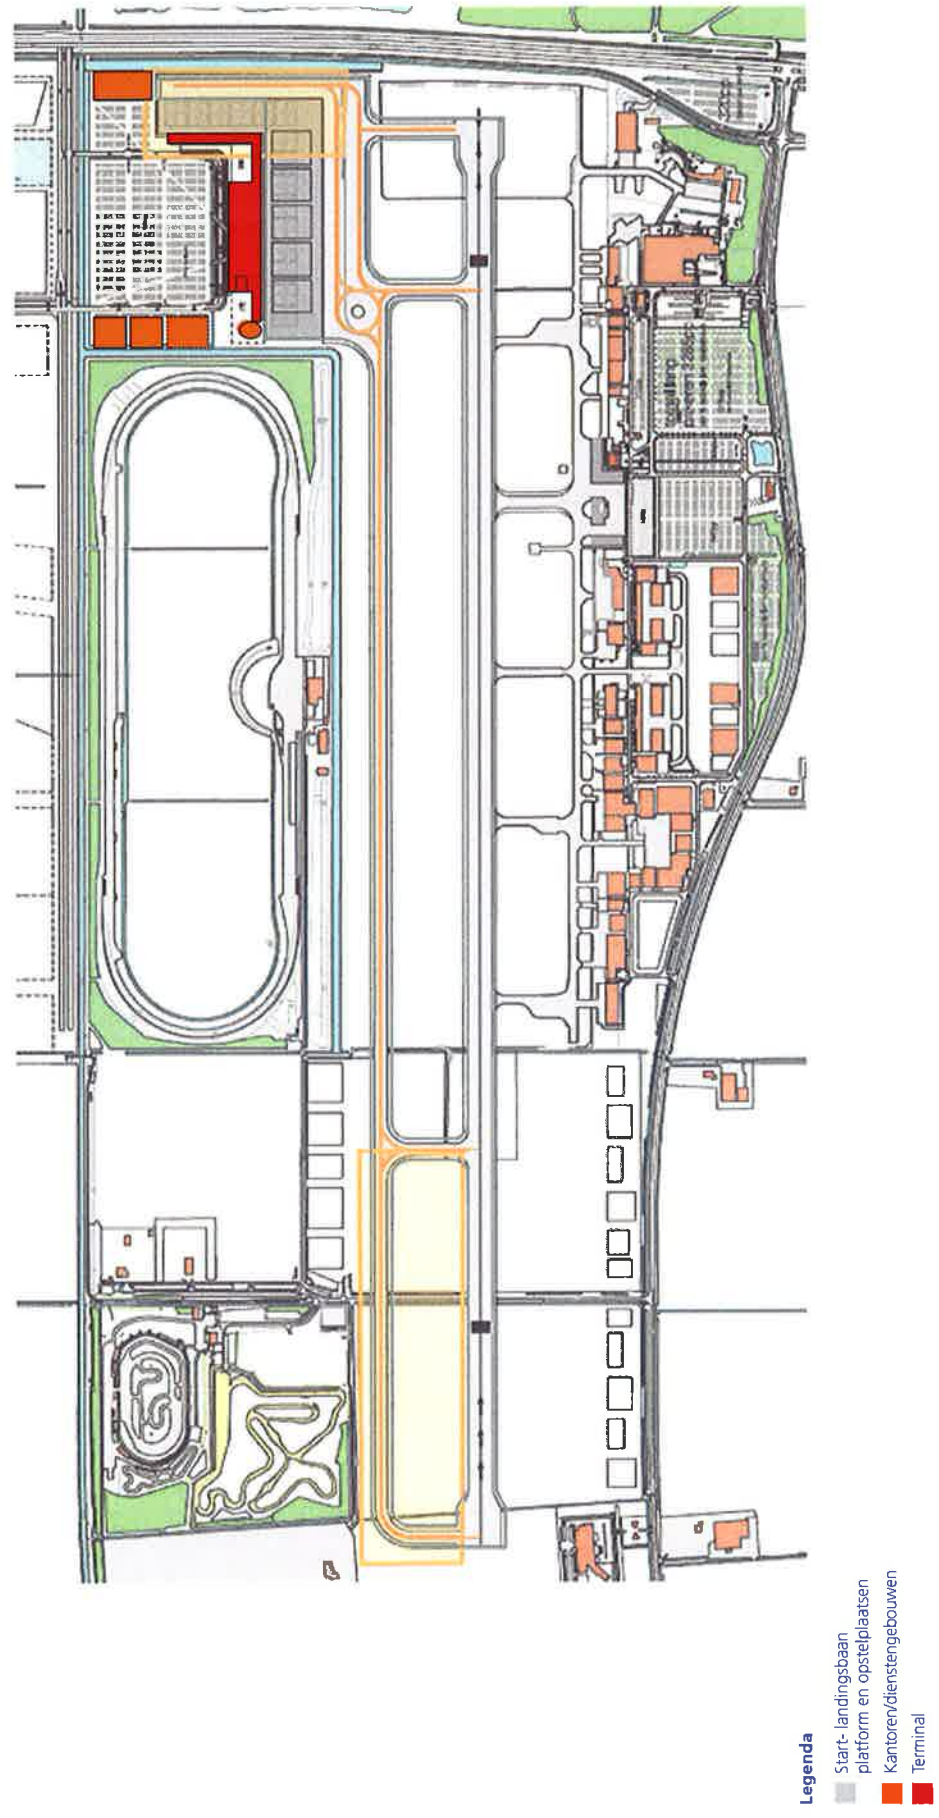 Legenda
Start- landingsbaan
platform en opstelplaatsen
Kantoren/dienstengebouwen
Terminal